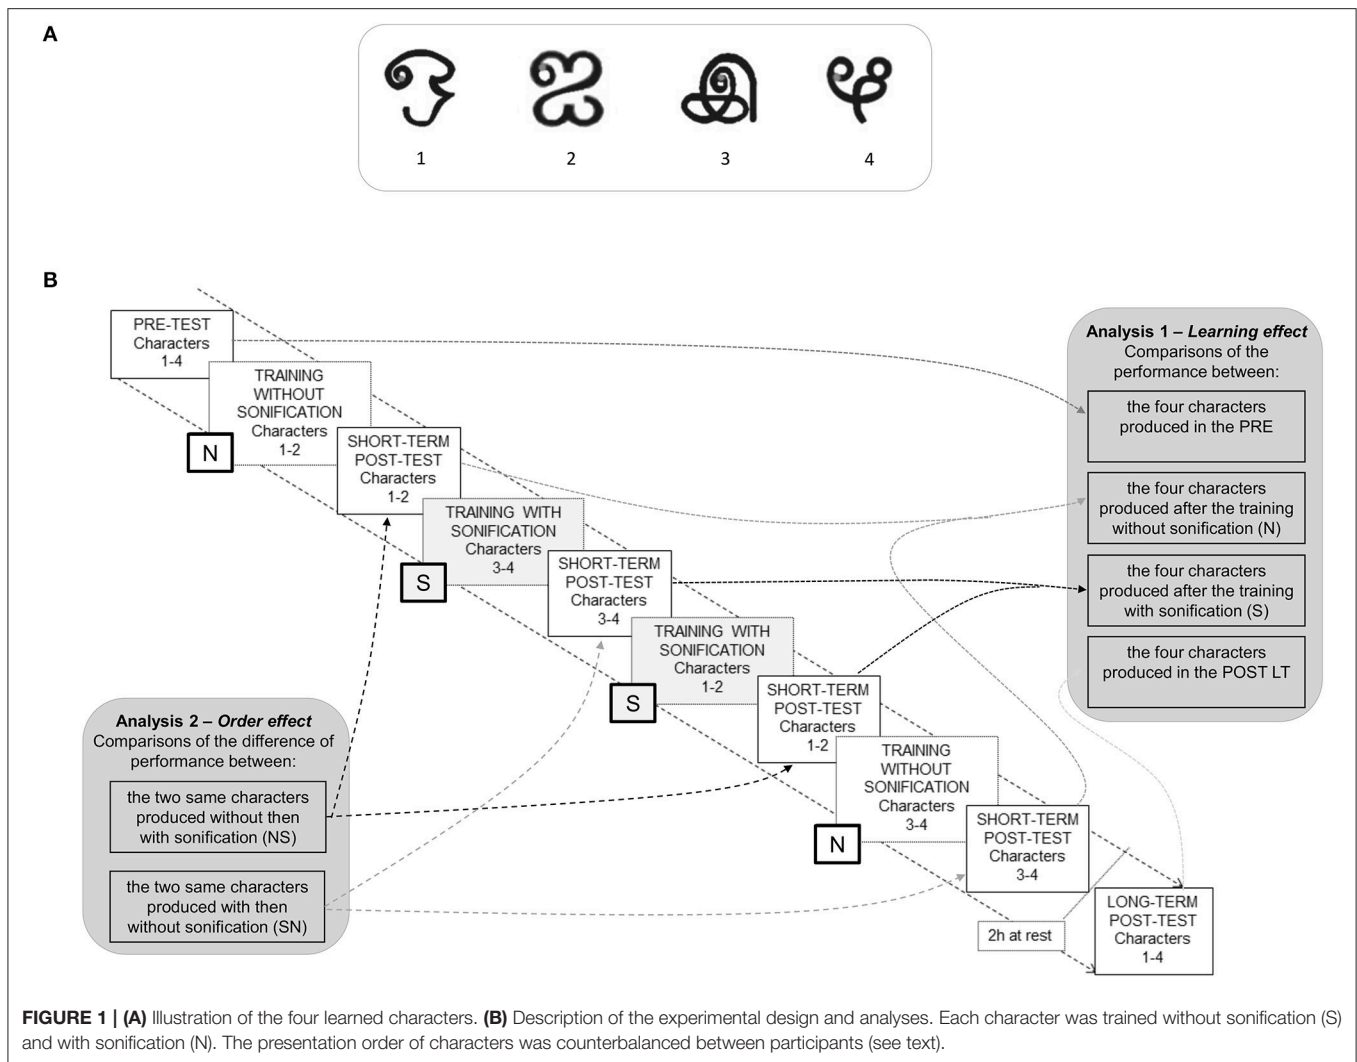 A
1
2
3
4
B
PRE-TEST
Characters
1-4
TRAINING
WITHOUT
SONIFICATION
Characters
1-2
N
SHORT-TERM
POST-TEST
Characters
1-2
TRAINING WITH
SONIFICATION
Characters
3-4
S
SHORT-TERM
POST-TEST
Characters
3-4
TRAINING WITH
SONIFICATION
Characters
1-2
S
SHORT-TERM
POST-TEST
Characters
1-2
TRAINING
WITHOUT
SONIFICATION
Characters
3-4
N
SHORT-TERM
POST-TEST
Characters
3-4
2h at rest
LONG-TERM
POST-TEST
Characters
1-4
Analysis 1 – Learning effect
Comparisons of the
performance between:
the four characters
produced in the PRE
the four characters
produced after the training
without sonification (N)
the four characters
produced after the training
with sonification (S)
the four characters
produced in the POST LT
Analysis 2 – Order effect
Comparisons of the difference of
performance between:
the two same characters
produced without then
with sonification (NS)
the two same characters
produced with then
without sonification (SN)
FIGURE 1 | (A) Illustration of the four learned characters. (B) Description of the experimental design and analyses. Each character was trained without sonification (S)
and with sonification (N). The presentation order of characters was counterbalanced between participants (see text).